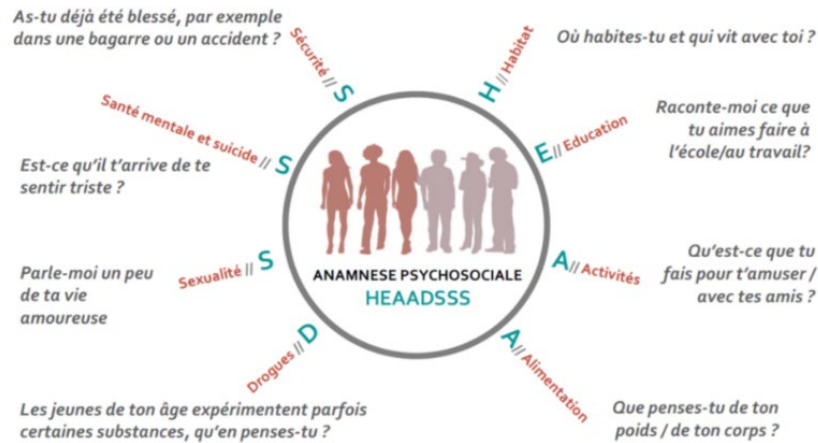 As-tu déjà été blessé, par exemple
dans une bagarre ou un accident ?
Sécurité // S
H // Habitat
Où habites-tu et qui vit avec toi ?
Santé mentale et suicide // S
E // Education
Raconte-moi ce que
tu aimes faire à
l'école/au travail?
Est-ce qu'il t'arrive de te
sentir triste ?
ANAMNESE PSYCHOSOCIALE
HEAADSSS
Sexualité // S
A // Activités
Qu'est-ce que tu
fais pour t'amuser /
avec tes amis ?
Parle-moi un peu
de ta vie
amoureuse
Drogues // D
A // Alimentation
Les jeunes de ton âge expérimentent parfois
certaines substances, qu'en penses-tu ?
Que penses-tu de ton
poids / de ton corps ?